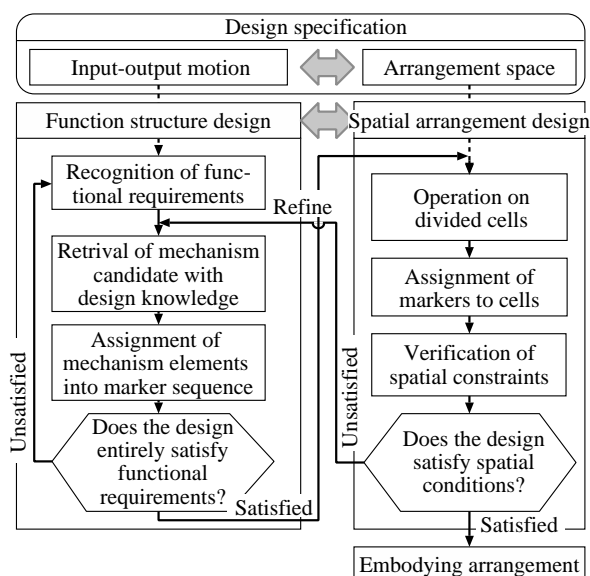 Design specification
Input-output motion
Arrangement space
Function structure design
Spatial arrangement design
Recognition of func-
tional requirements
Refine
Retrival of mechanism
candidate with
design knowledge
Assignment of
mechanism elements
into marker sequence
Unsatisfied
Does the design
entirely satisfy
functional
requirements?
Satisfied
Operation on
divided cells
Assignment of
markers to cells
Verification of
spatial constraints
Unsatisfied
Does the design
satisfy spatial
conditions?
Satisfied
Embodying arrangement